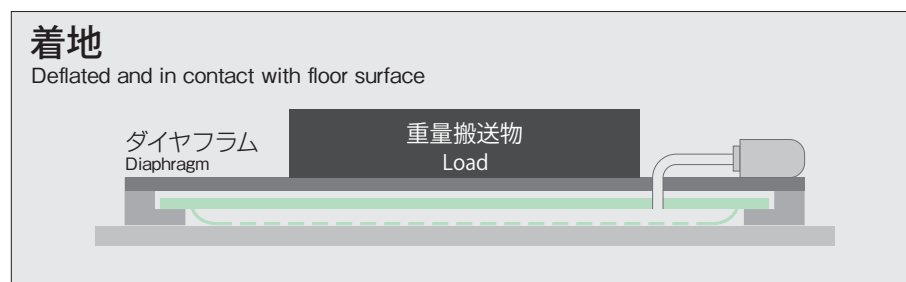 着地
Deflated and in contact with floor surface
ダイヤフラム
Diaphragm
重量搬送物
Load